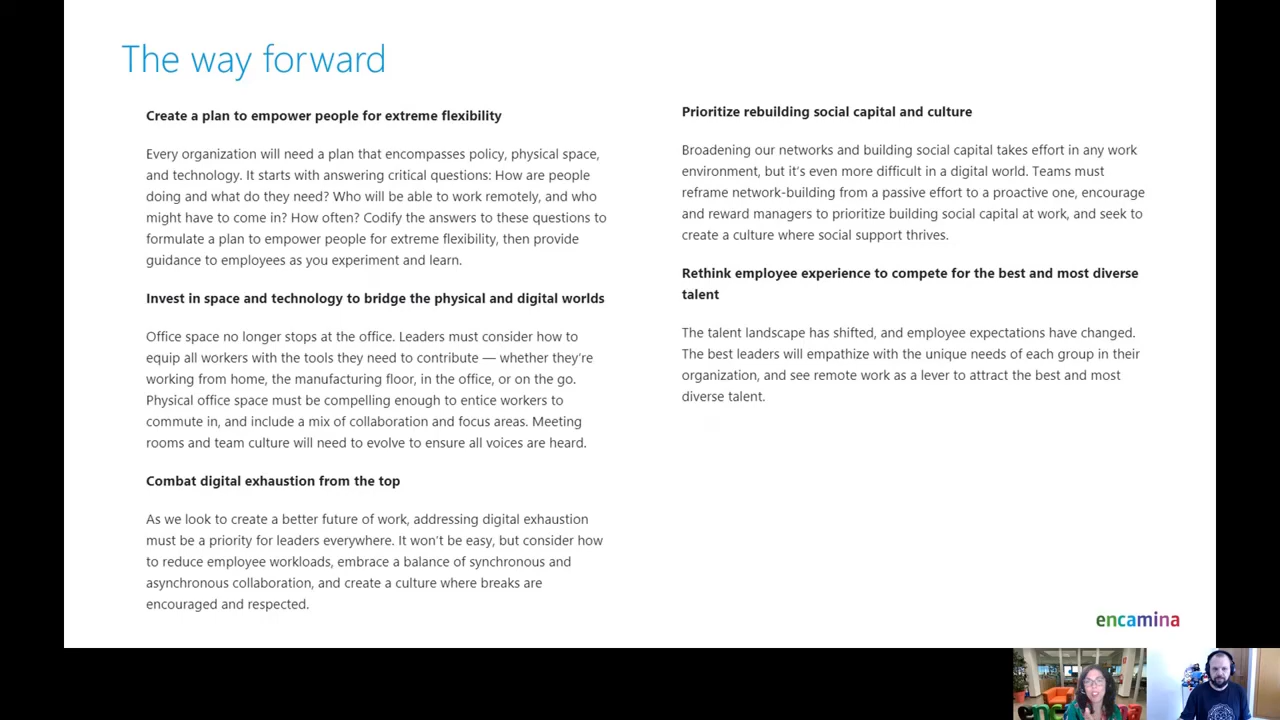 The way forward
Create a plan to empower people for extreme flexibility
Every organization will need a plan that encompasses policy, physical space,
and technology. It starts with answering critical questions: How are people
doing and what do they need? Who will be able to work remotely, and who
might have to come in? How often? Codify the answers to these questions to
formulate a plan to empower people for extreme flexibility, then provide
guidance to employees as you experiment and learn.
Invest in space and technology to bridge the physical and digital worlds
Office space no longer stops at the office. Leaders must consider how to
equip all workers with the tools they need to contribute — whether they're
working from home, the manufacturing floor, in the office, or on the go.
Physical office space must be compelling enough to entice workers to
commute in, and include a mix of collaboration and focus areas. Meeting
rooms and team culture will need to evolve to ensure all voices are heard.
Combat digital exhaustion from the top
As we look to create a better future of work, addressing digital exhaustion
must be a priority for leaders everywhere. It won't be easy, but consider how
to reduce employee workloads, embrace a balance of synchronous and
asynchronous collaboration, and create a culture where breaks are
encouraged and respected.
Prioritize rebuilding social capital and culture
Broadening our networks and building social capital takes effort in any work
environment, but it's even more difficult in a digital world. Teams must
reframe network-building from a passive effort to a proactive one, encourage
and reward managers to prioritize building social capital at work, and seek to
create a culture where social support thrives.
Rethink employee experience to compete for the best and most diverse
talent
The talent landscape has shifted, and employee expectations have changed.
The best leaders will empathize with the unique needs of each group in their
organization, and see remote work as a lever to attract the best and most
diverse talent.
encamina